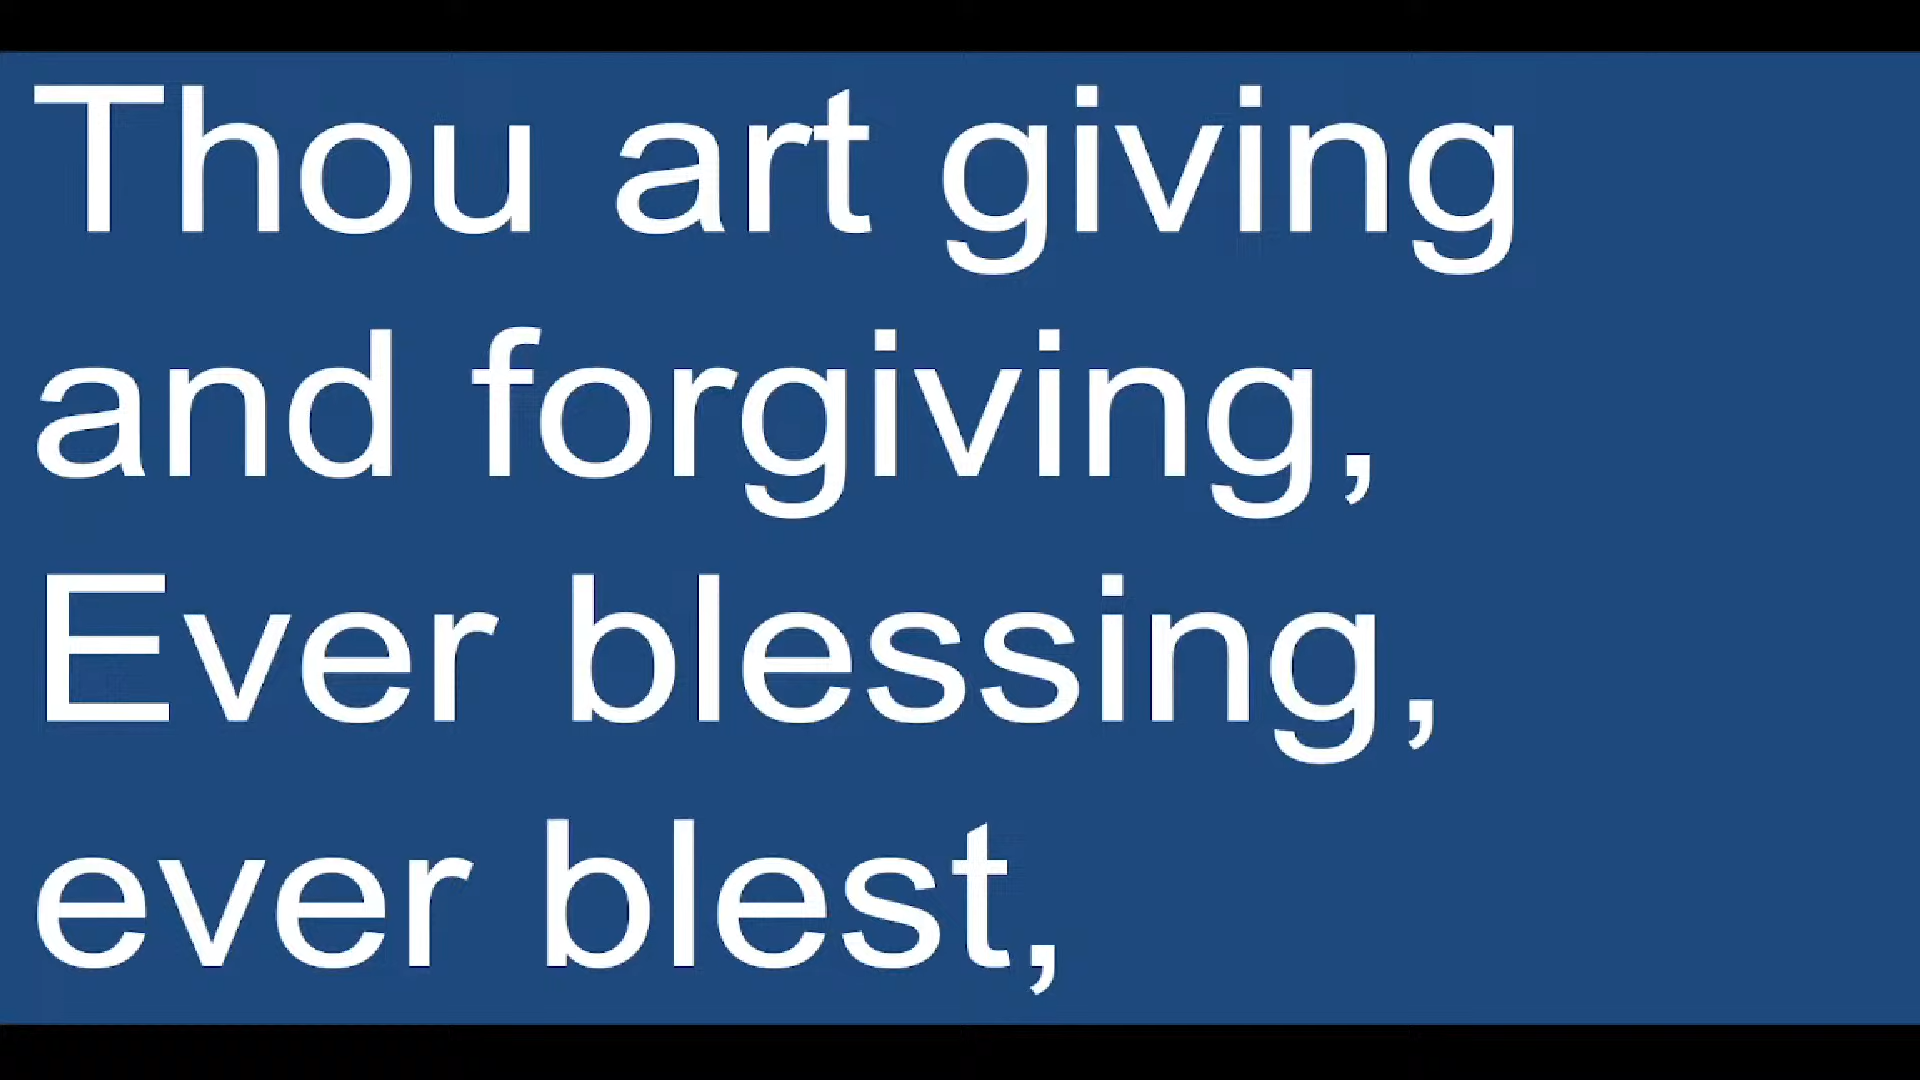 Thou art giving
and forgiving,
Ever blessing,
ever blest,